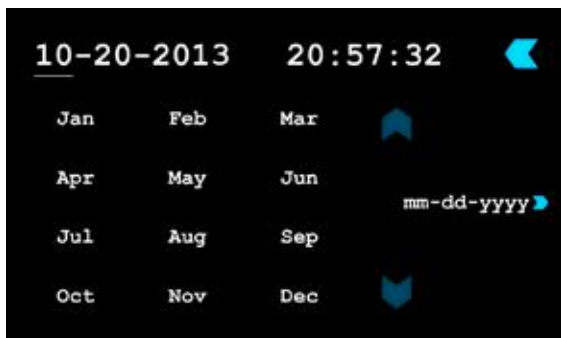 10-20-2013 20:57:32
Jan Feb Mar
Apr May Jun
mm-dd-yyyy
Jul Aug Sep
Oct Nov Dec